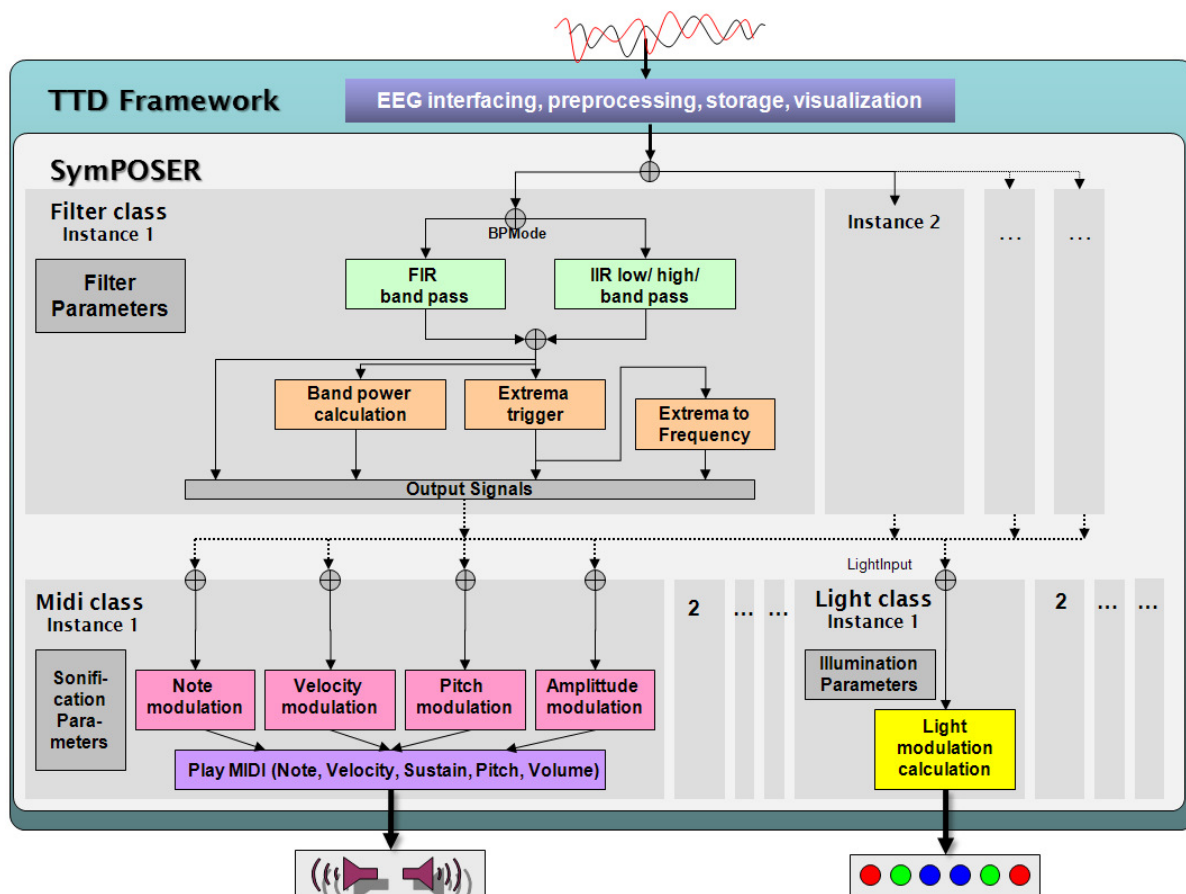 TTD Framework
EEG interfacing, preprocessing, storage, visualization
SymPOSER
Filter class
Instance 1
Filter
Parameters
BPMode
FIR
band pass
IIR low/ high/
band pass
Band power
calculation
Extrema
trigger
Extrema to
Frequency
Output Signals
Instance 2
...
...
Midi class
Instance 1
Sonifi-
cation
Para-
meters
Note
modulation
Velocity
modulation
Pitch
modulation
Amplittude
modulation
Play MIDI (Note, Velocity, Sustain, Pitch, Volume)
2
...
...
LightInput
Light class
Instance 1
Illumination
Parameters
Light
modulation
calculation
2
...
...